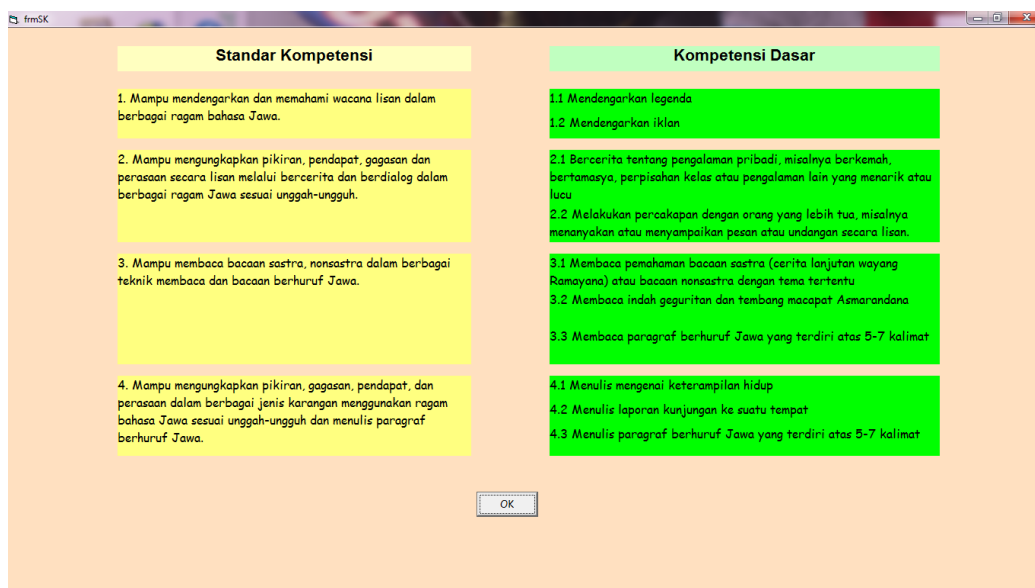 frmSK
Standar Kompetensi
Kompetensi Dasar
1. Mampu mendengarkan dan memahami wacana lisan dalam
berbagai ragam bahasa Jawa.
1.1 Mendengarkan legenda
1.2 Mendengarkan iklan
2. Mampu mengungkapkan pikiran, pendapat, gagasan dan
perasaan secara lisan melalui bercerita dan berdialog dalam
berbagai ragam Jawa sesuai unggah-ungguh.
2.1 Bercerita tentang pengalaman pribadi, misalnya berkemah,
bertamasya, perpisahan kelas atau pengalaman lain yang menarik atau
lucu
2.2 Melakukan percakapan dengan orang yang lebih tua, misalnya
menanyakan atau menyampaikan pesan atau undangan secara lisan.
3. Mampu membaca bacaan sastra, nonsastra dalam berbagai
teknik membaca dan bacaan berhuruf Jawa.
3.1 Membaca pemahaman bacaan sastra (cerita lanjutan wayang
Ramayana) atau bacaan nonsastra dengan tema tertentu
3.2 Membaca indah geguritan dan tembang macapat Asmarandana
3.3 Membaca paragraf berhuruf Jawa yang terdiri atas 5-7 kalimat
4. Mampu mengungkapkan pikiran, gagasan, pendapat, dan
perasaan dalam berbagai jenis karangan menggunakan ragam
bahasa Jawa sesuai unggah-ungguh dan menulis paragraf
berhuruf Jawa.
4.1 Menulis mengenai keterampilan hidup
4.2 Menulis laporan kunjungan ke suatu tempat
4.3 Menulis paragraf berhuruf Jawa yang terdiri atas 5-7 kalimat
OK